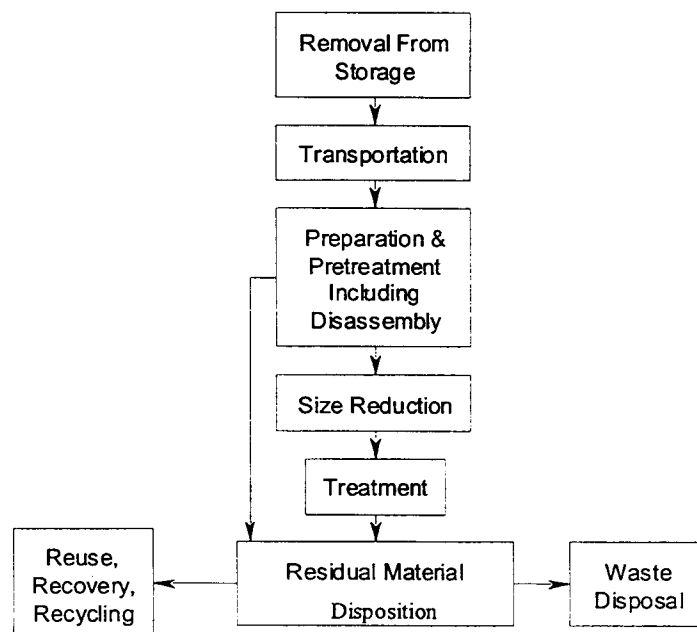 Removal From
Storage
Transportation
Preparation &
Pretreatment
Including
Disassembly
Size Reduction
Treatment
Reuse,
Recovery,
Recycling
Residual Material
Disposition
Waste
Disposal